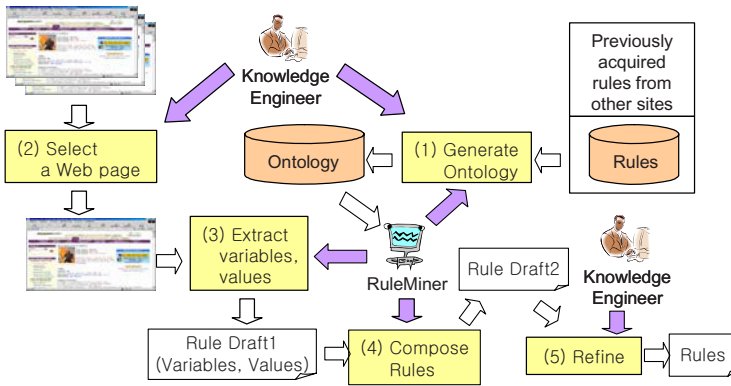 Previously
acquired
rules from
other sites
Knowledge
Engineer
(2) Select
a Web page
Ontology
(1) Generate
Ontology
Rules
(3) Extract
variables,
values
RuleMiner
Rule Draft2
Knowledge
Engineer
Rule Draft1
(Variables, Values)
(4) Compose
Rules
(5) Refine
Rules